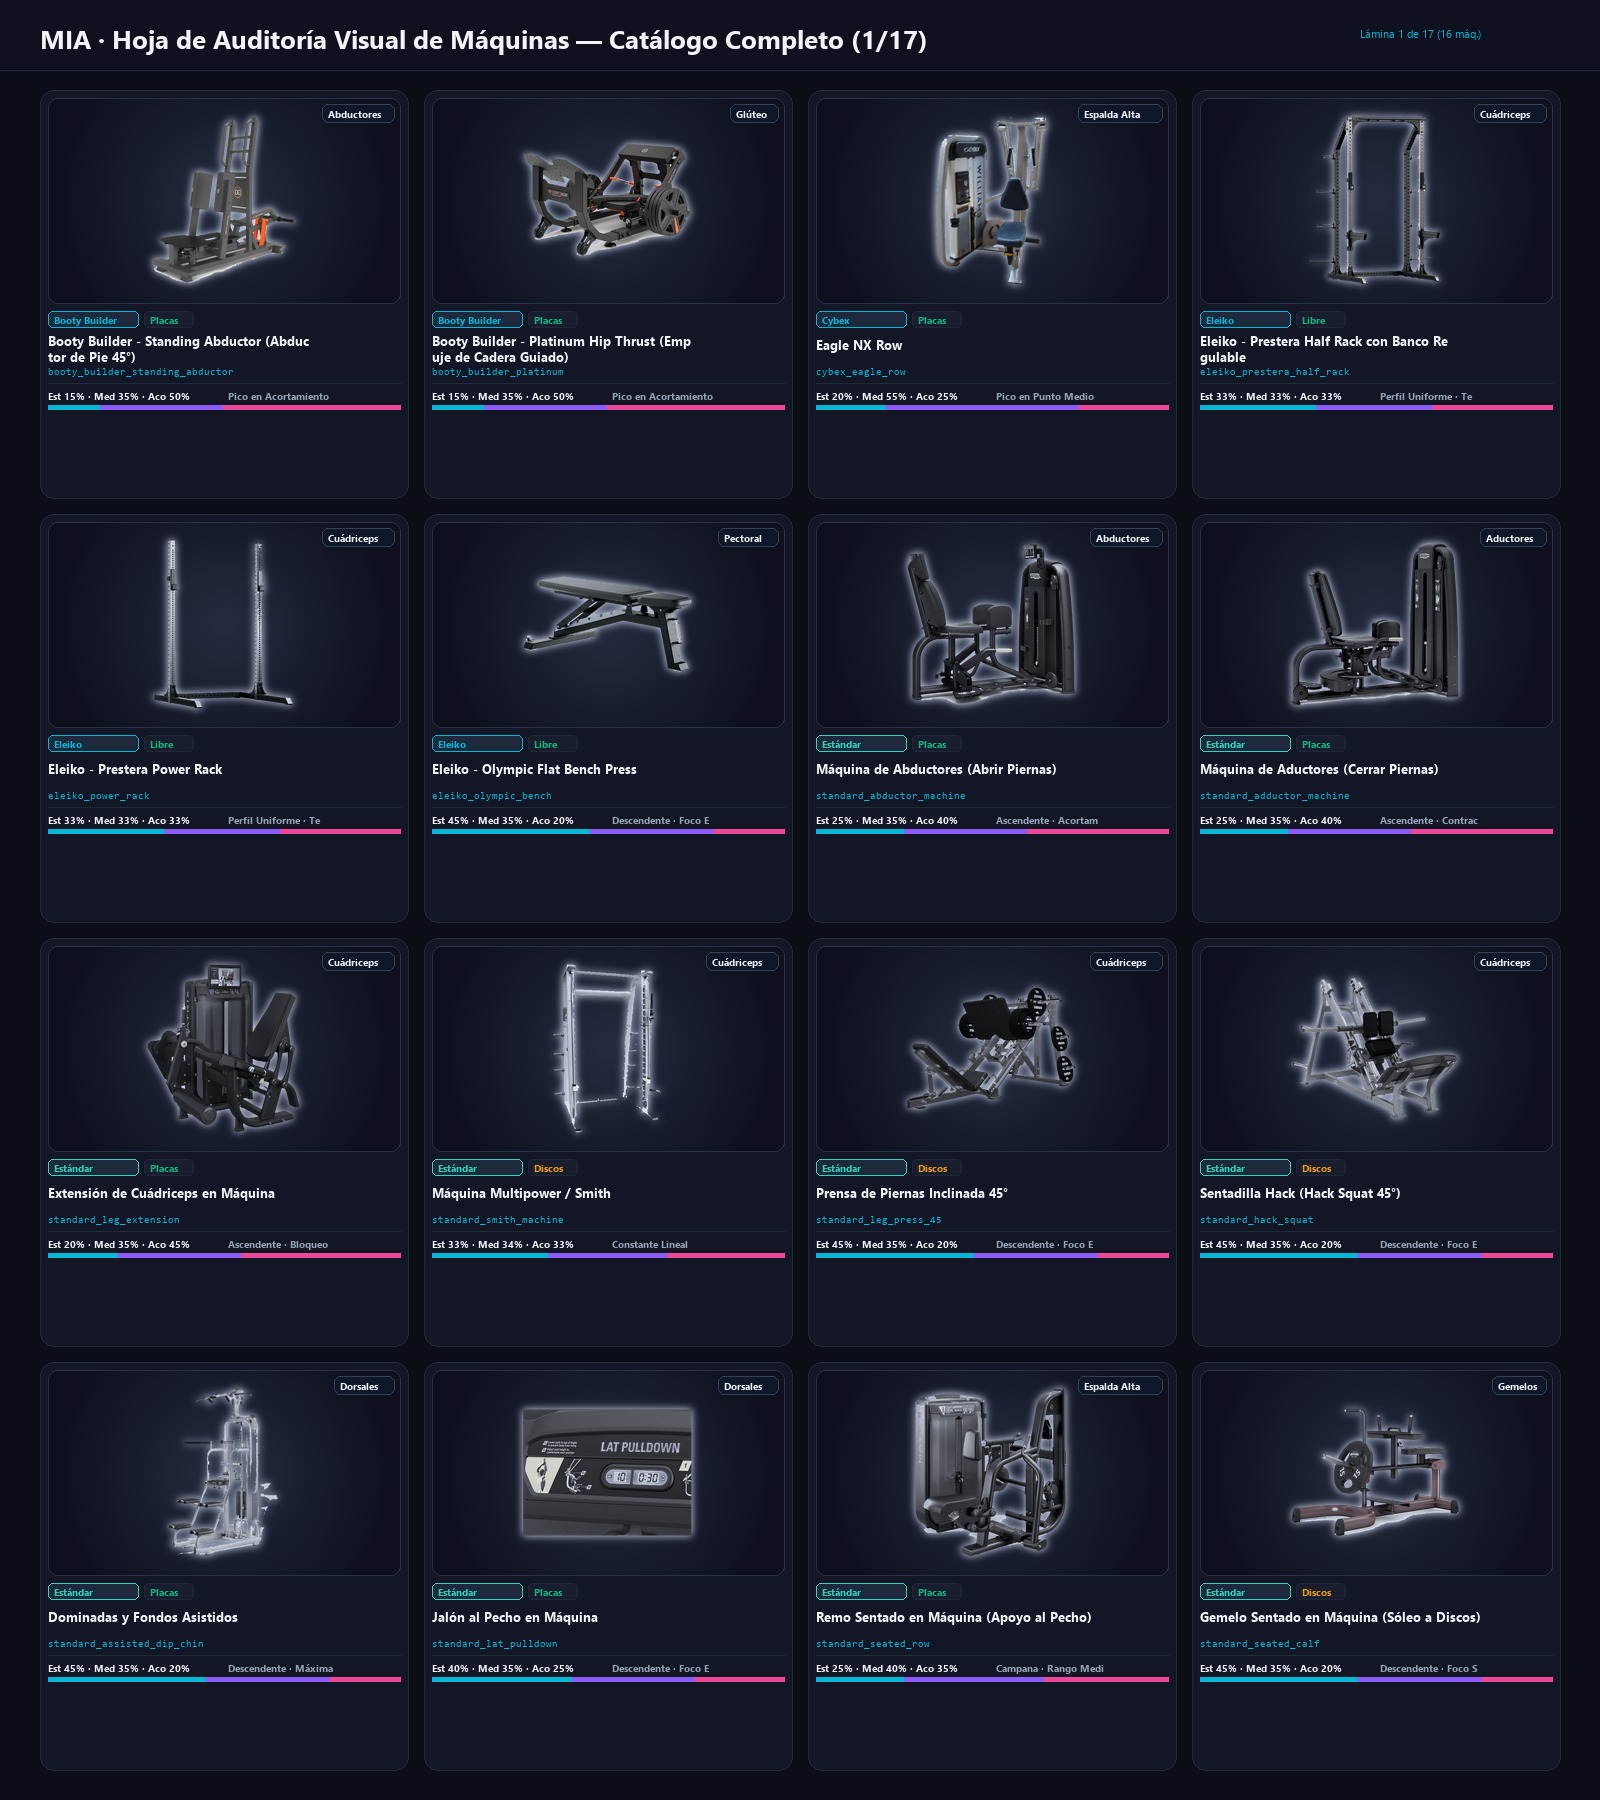 MIA · Hoja de Auditoría Visual de Máquinas — Catálogo Completo (1/17)
Lámina 1 de 17 (16 máq.)
Abductores
Booty Builder
Placas
Booty Builder - Standing Abductor (Abduc
tor de Pie 45°)
booty_builder_standing_abductor
Est 15% · Med 35% · Aco 50%
Pico en Acortamiento
Glúteo
Booty Builder
Placas
Booty Builder - Platinum Hip Thrust (Emp
uje de Cadera Guiado)
booty_builder_platinum
Est 15% · Med 35% · Aco 50%
Pico en Acortamiento
Espalda Alta
Cybex
Placas
Eagle NX Row
cybex_eagle_row
Est 20% · Med 55% · Aco 25%
Pico en Punto Medio
Cuádriceps
Eleiko
Libre
Eleiko - Prestera Half Rack con Banco Re
gulable
eleiko_prestera_half_rack
Est 33% · Med 33% · Aco 33%
Perfil Uniforme · Te
Cuádriceps
Eleiko
Libre
Eleiko - Prestera Power Rack
eleiko_power_rack
Est 33% · Med 33% · Aco 33%
Perfil Uniforme · Te
Pectoral
Eleiko
Libre
Eleiko - Olympic Flat Bench Press
eleiko_olympic_bench
Est 45% · Med 35% · Aco 20%
Descendente · Foco E
Abductores
Estándar
Placas
Máquina de Abductores (Abrir Piernas)
standard_abductor_machine
Est 25% · Med 35% · Aco 40%
Ascendente · Acortam
Aductores
Estándar
Placas
Máquina de Aductores (Cerrar Piernas)
standard_adductor_machine
Est 25% · Med 35% · Aco 40%
Ascendente · Contrac
Cuádriceps
Estándar
Placas
Extensión de Cuádriceps en Máquina
standard_leg_extension
Est 20% · Med 35% · Aco 45%
Ascendente · Bloqueo
Cuádriceps
Estándar
Discos
Máquina Multipower / Smith
standard_smith_machine
Est 33% · Med 34% · Aco 33%
Constante Lineal
Cuádriceps
Estándar
Discos
Prensa de Piernas Inclinada 45°
standard_leg_press_45
Est 45% · Med 35% · Aco 20%
Descendente · Foco E
Cuádriceps
Estándar
Discos
Sentadilla Hack (Hack Squat 45°)
standard_hack_squat
Est 45% · Med 35% · Aco 20%
Descendente · Foco E
Dorsales
Estándar
Placas
Dominadas y Fondos Asistidos
standard_assisted_dip_chin
Est 45% · Med 35% · Aco 20%
Descendente · Máxima
Dorsales
LAT PULLDOWN
10 0:30
Estándar
Placas
Jalón al Pecho en Máquina
standard_lat_pulldown
Est 40% · Med 35% · Aco 25%
Descendente · Foco E
Espalda Alta
Estándar
Placas
Remo Sentado en Máquina (Apoyo al Pecho)
standard_seated_row
Est 25% · Med 40% · Aco 35%
Campana · Rango Medi
Gemelos
Estándar
Discos
Gemelo Sentado en Máquina (Sóleo a Discos)
standard_seated_calf
Est 45% · Med 35% · Aco 20%
Descendente · Foco S